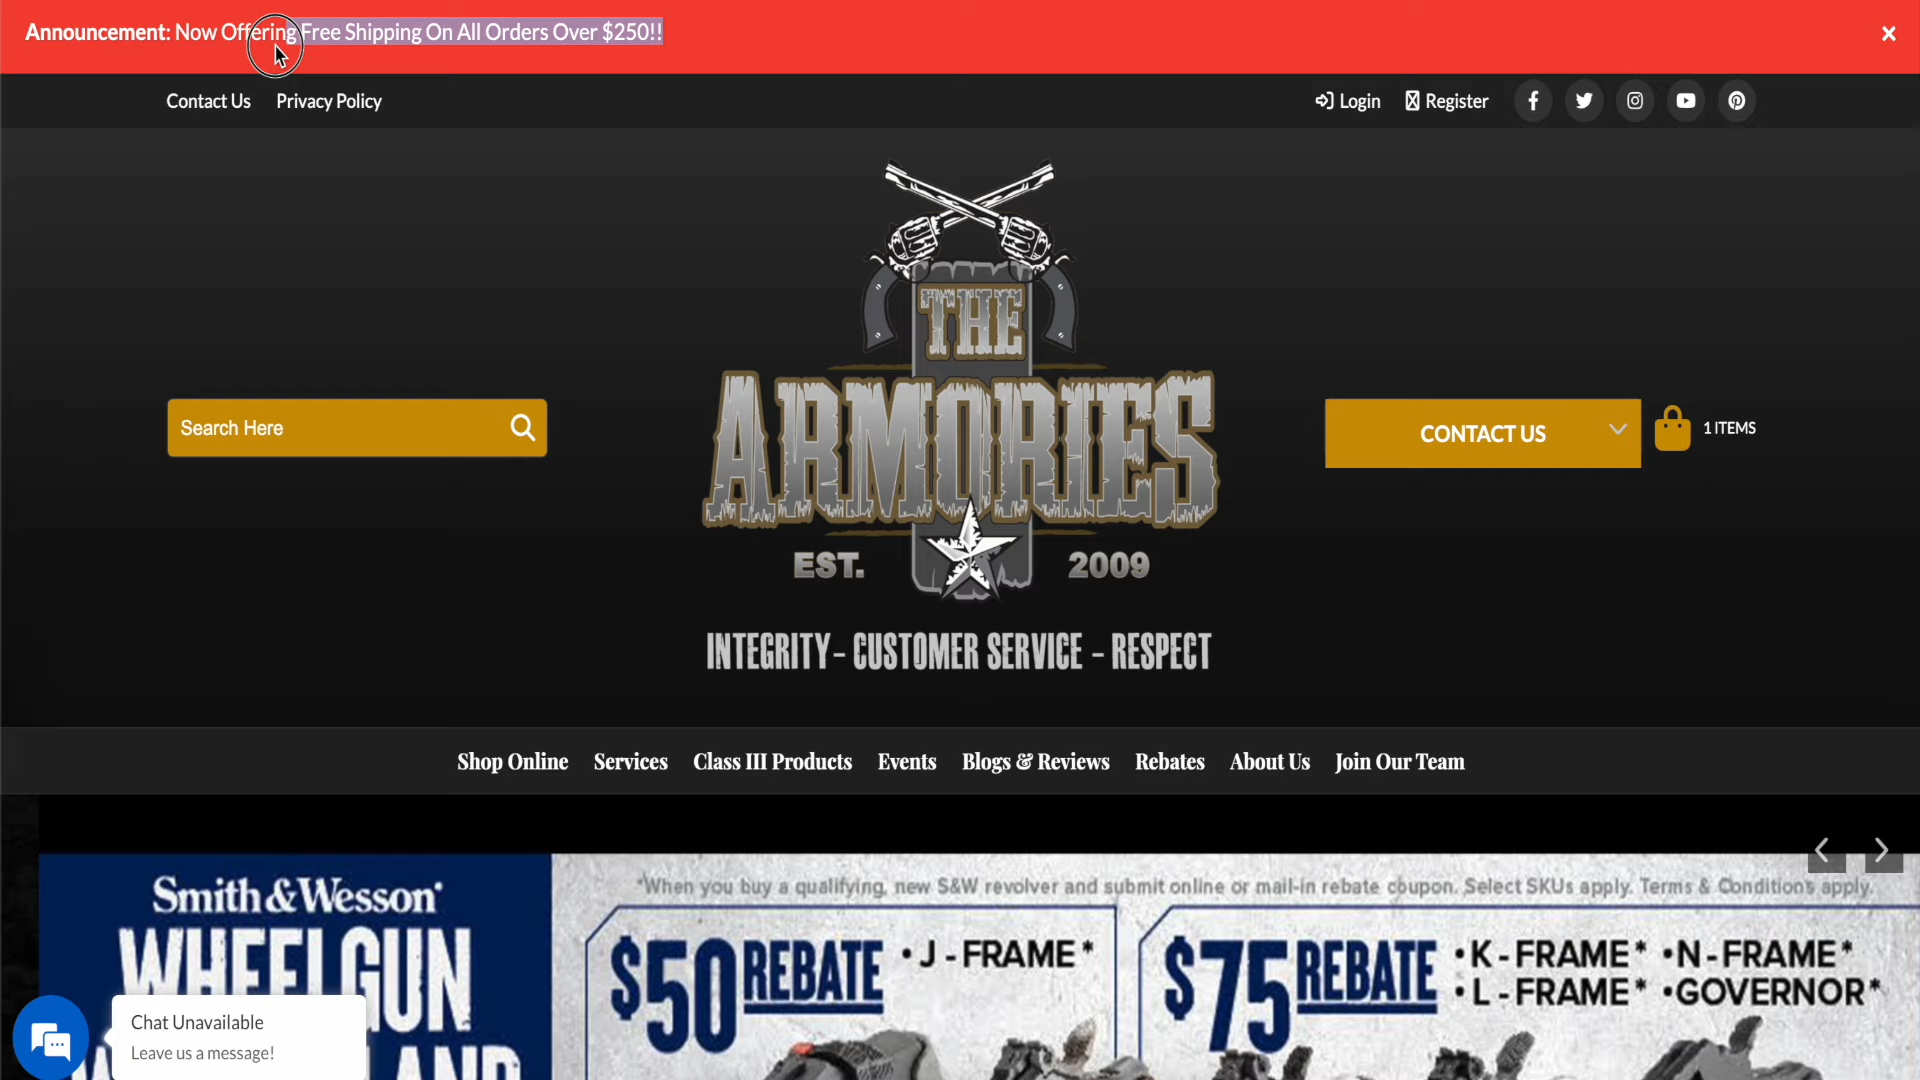 Announcement: Now Offering Free Shipping On All Orders Over $250!!
Contact Us Privacy Policy
Login Register
THE
ARMORIES
EST. 2009
INTEGRITY- CUSTOMER SERVICE - RESPECT
Search Here
CONTACT US
1 ITEMS
Shop Online Services Class III Products Events Blogs & Reviews Rebates About Us Join Our Team
Smith & Wesson
WHEELGUN
*When you buy a qualifying, new S&W revolver and submit online or mail-in rebate coupon. Select SKUs apply. Terms & Conditions apply.
$50 REBATE
•J-FRAME*
$75 REBATE
•K-FRAME* •N-FRAME*
•L-FRAME* •GOVERNOR*
Chat Unavailable
Leave us a message!